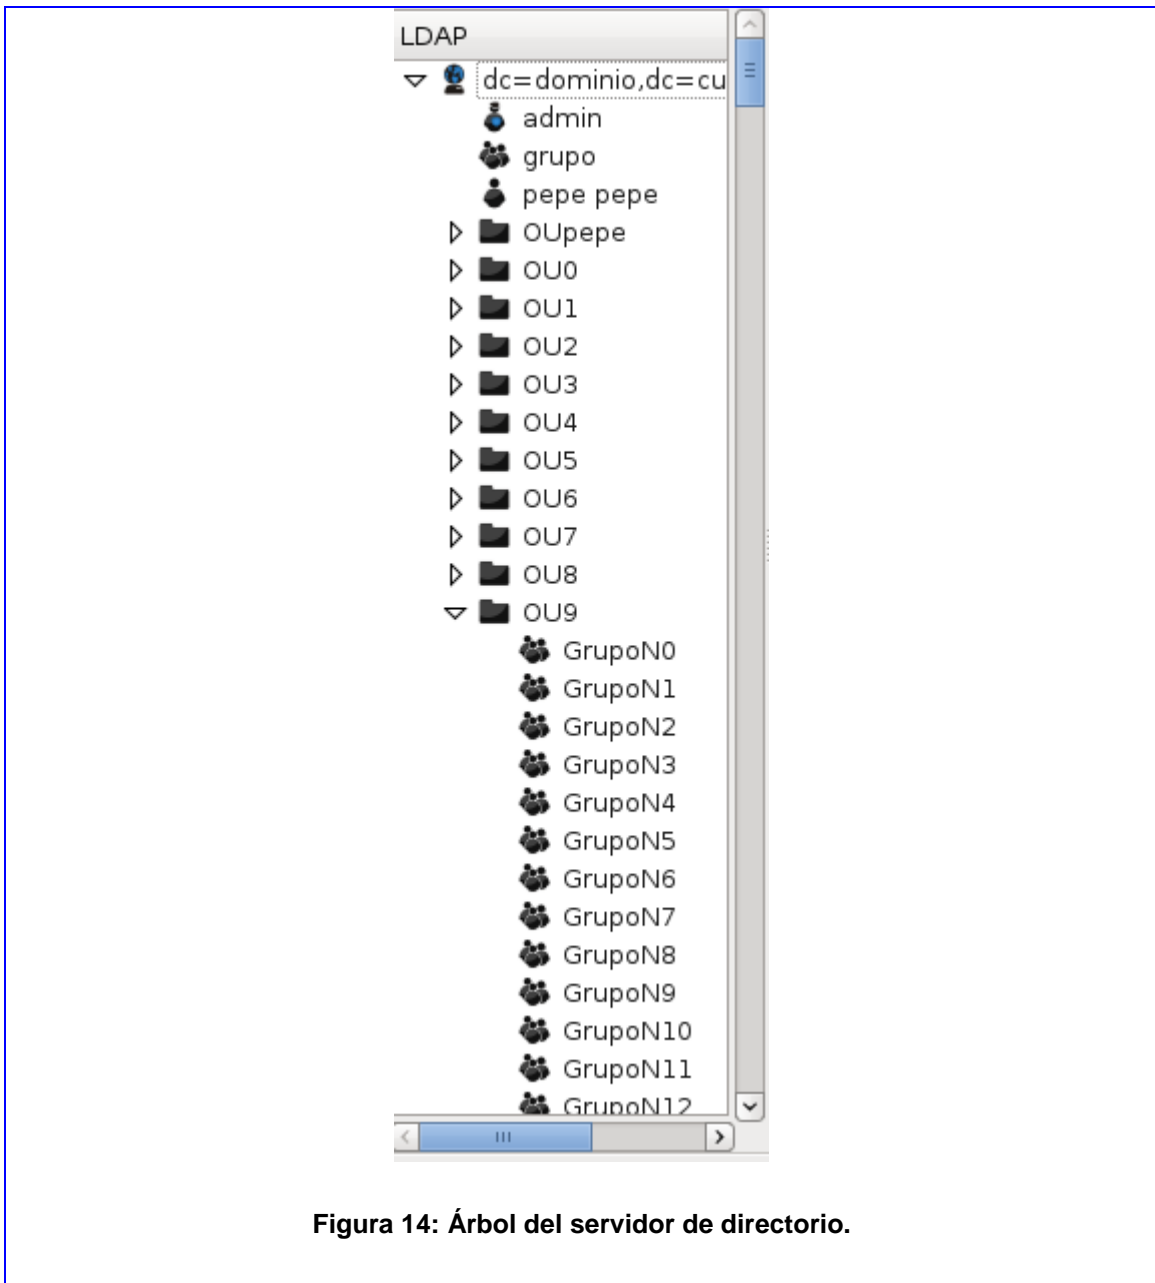 LDAP
dc=dominio,dc=cu
admin
grupo
pepe pepe
OUpepe
OU0
OU1
OU2
OU3
OU4
OU5
OU6
OU7
OU8
OU9
GrupoN0
GrupoN1
GrupoN2
GrupoN3
GrupoN4
GrupoN5
GrupoN6
GrupoN7
GrupoN8
GrupoN9
GrupoN10
GrupoN11
GrupoN12
Figura 14: Árbol del servidor de directorio.